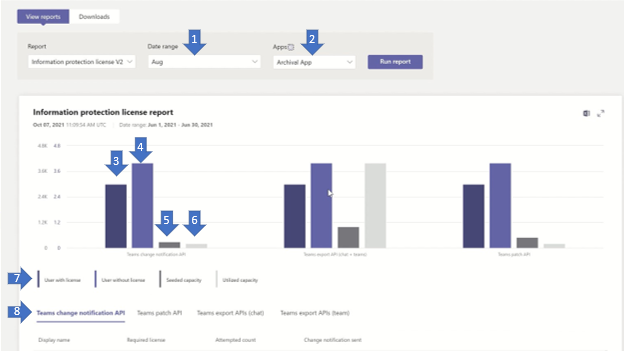 View reports Downloads
1 2
Report Date range Apps
Information protection license V2 Aug Archival App Run report
Information protection license report
Oct 07, 2021 11:09:54 AM UTC Date range: Jun 1, 2021 - Jun 30, 2021
4.8K 4.8
3 4
3.6K 3.6
2.4
5 6
1.2K 1.2
0 0
Teams change notification API Teams export API (chat + team) Teams patch API
7 User with license User without license Seeded capacity Utilized capacity
8 Teams change notification API Teams patch API Teams export APIs (chat) Teams export APIs (team)
Display name Required license Attempted count Change notification sent